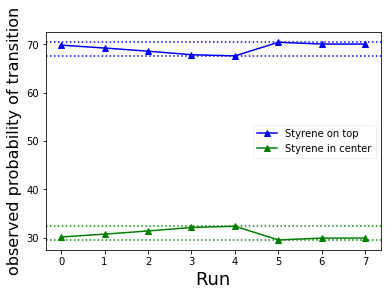 observed probability of transition
70
60
50
40
30
Styrene on top
Styrene in center
0 1 2 3 4 5 6 7
Run